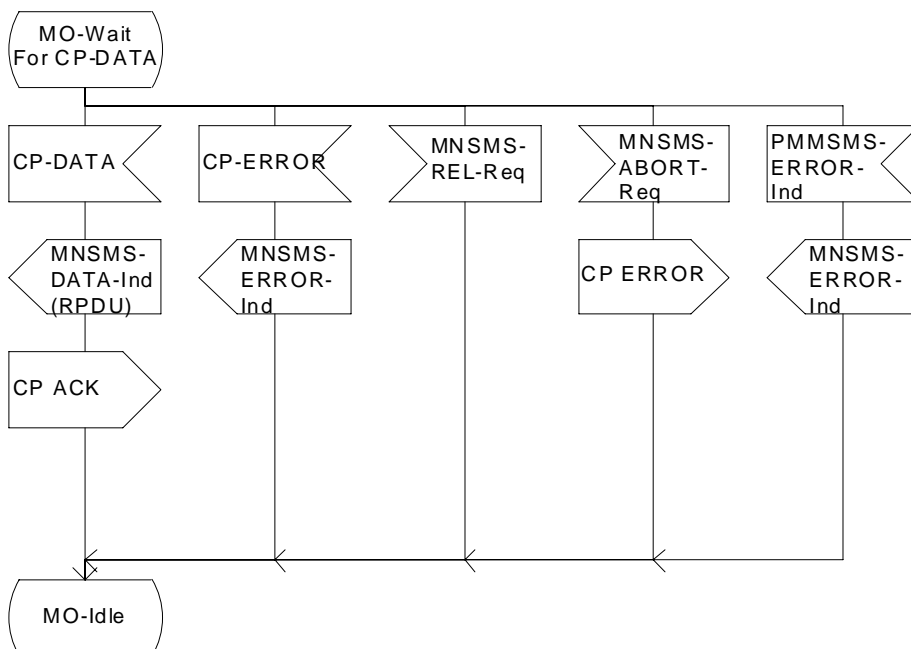 MO-Wait
For CP-DATA
CP-DATA
CP-ERROR
MNSMS-
REL-Req
MNSMS-
ABORT-
Req
PMMSMS-
ERROR-
Ind
MNSMS-
DATA-Ind
(RPDU)
MNSMS-
ERROR-
Ind
CP ERROR
MNSMS-
ERROR-
Ind
CP ACK
MO-Idle